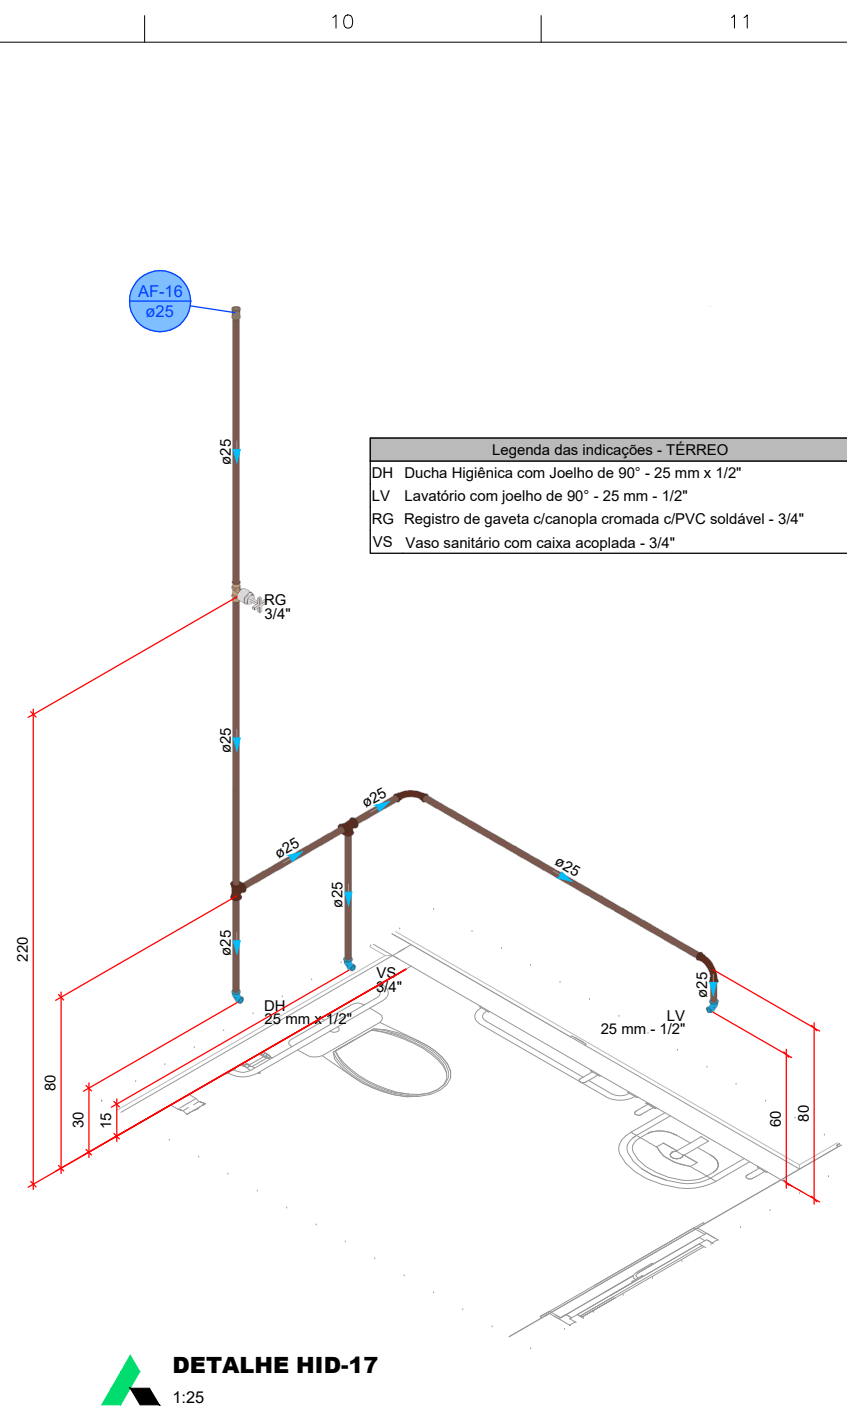 10
11
AF-16
ø25
ø25
Legenda das indicações - TÉRREO
DH Ducha Higiênica com Joelho de 90° - 25 mm x 1/2"
LV Lavatório com joelho de 90° - 25 mm - 1/2"
RG Registro de gaveta c/canopla cromada c/PVC soldável - 3/4"
VS Vaso sanitário com caixa acoplada - 3/4"
RG
3/4"
ø25
ø25
ø25
ø25
ø25
ø25
ø25
220
VS
3/4"
DH
25 mm x 1/2"
LV
25 mm - 1/2"
80
30
15
60
80
DETALHE HID-17
1:25